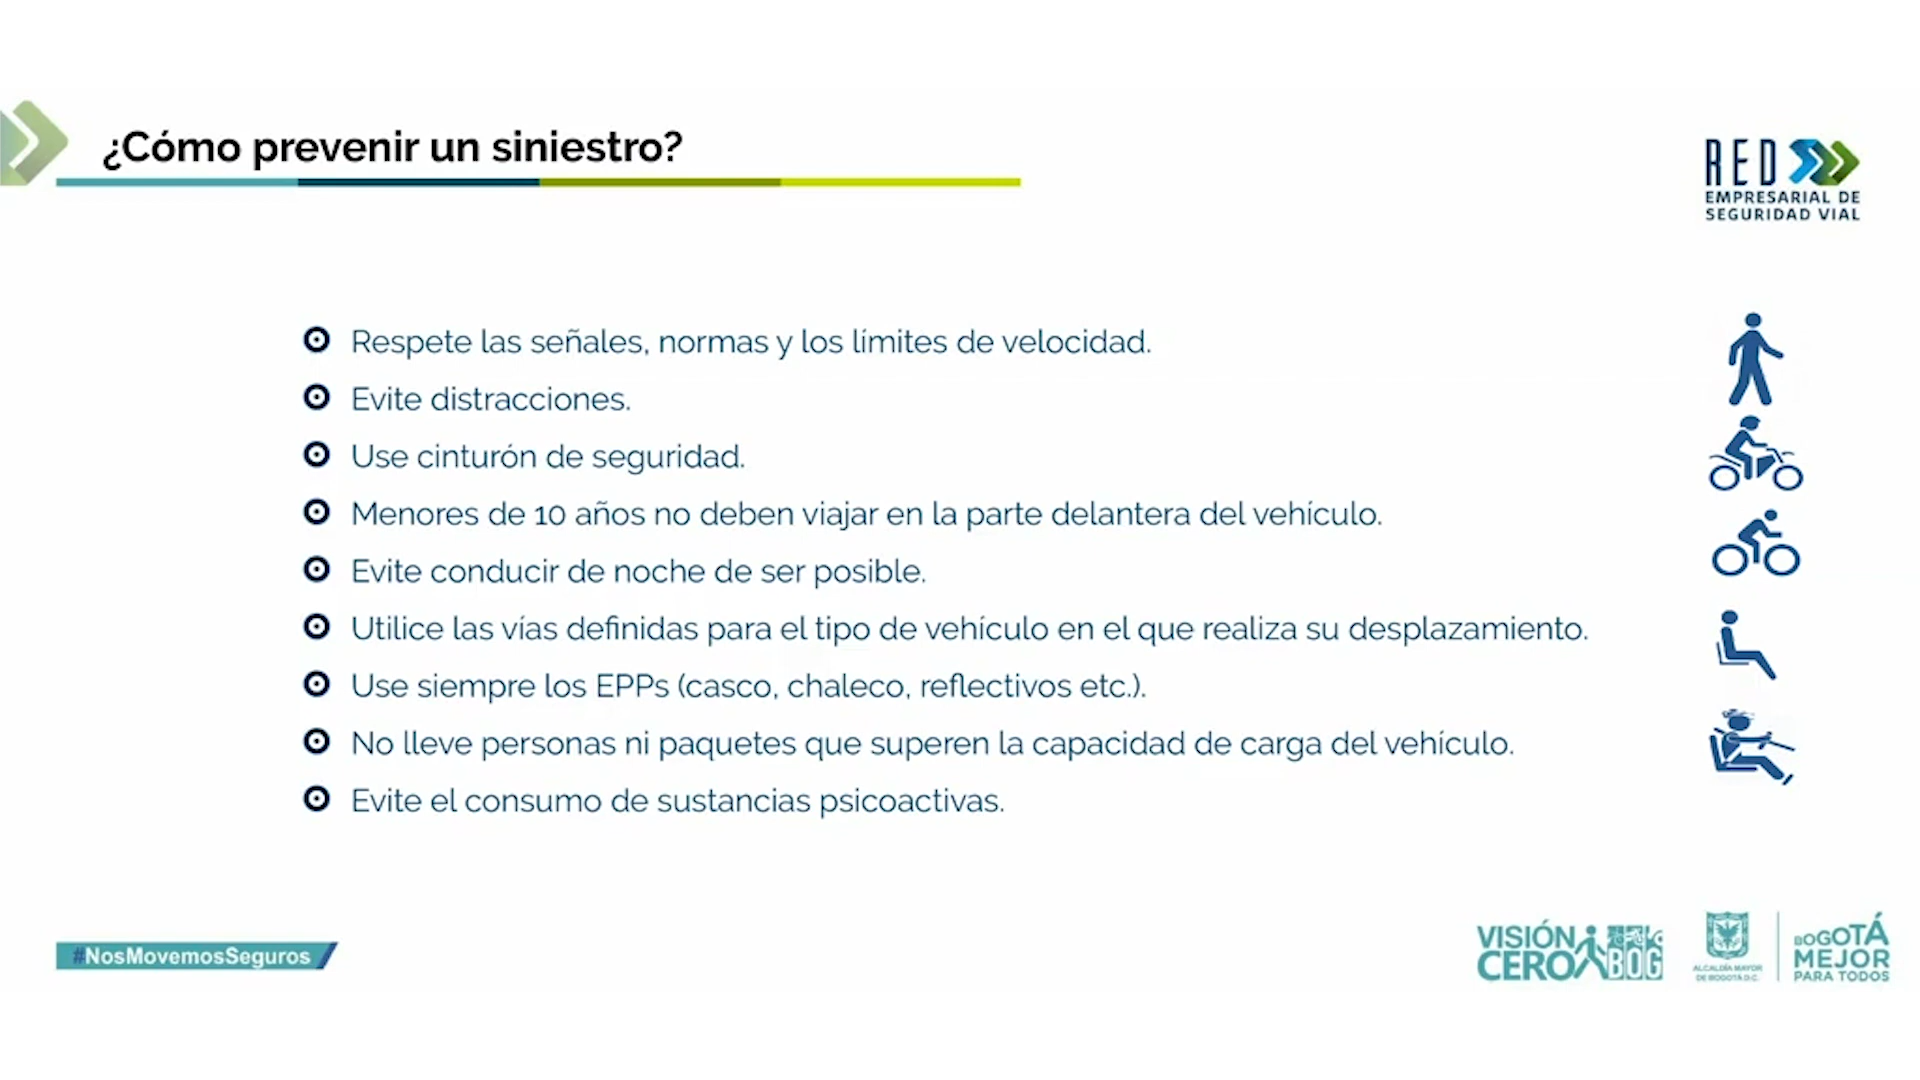 ¿Cómo prevenir un siniestro?
RED
EMPRESARIAL DE
SEGURIDAD VIAL
Respete las señales, normas y los límites de velocidad.
Evite distracciones.
Use cinturón de seguridad.
Menores de 10 años no deben viajar en la parte delantera del vehículo.
Evite conducir de noche de ser posible.
Utilice las vías definidas para el tipo de vehículo en el que realiza su desplazamiento.
Use siempre los EPPs (casco, chaleco, reflectivos etc.).
No lleve personas ni paquetes que superen la capacidad de carga del vehículo.
Evite el consumo de sustancias psicoactivas.
#NosMovemosSeguros
VISIÓN
CERO BOG
ALCALDÍA MAYOR
DE BOGOTÁ D.C.
BOGOTÁ
MEJOR
PARA TODOS